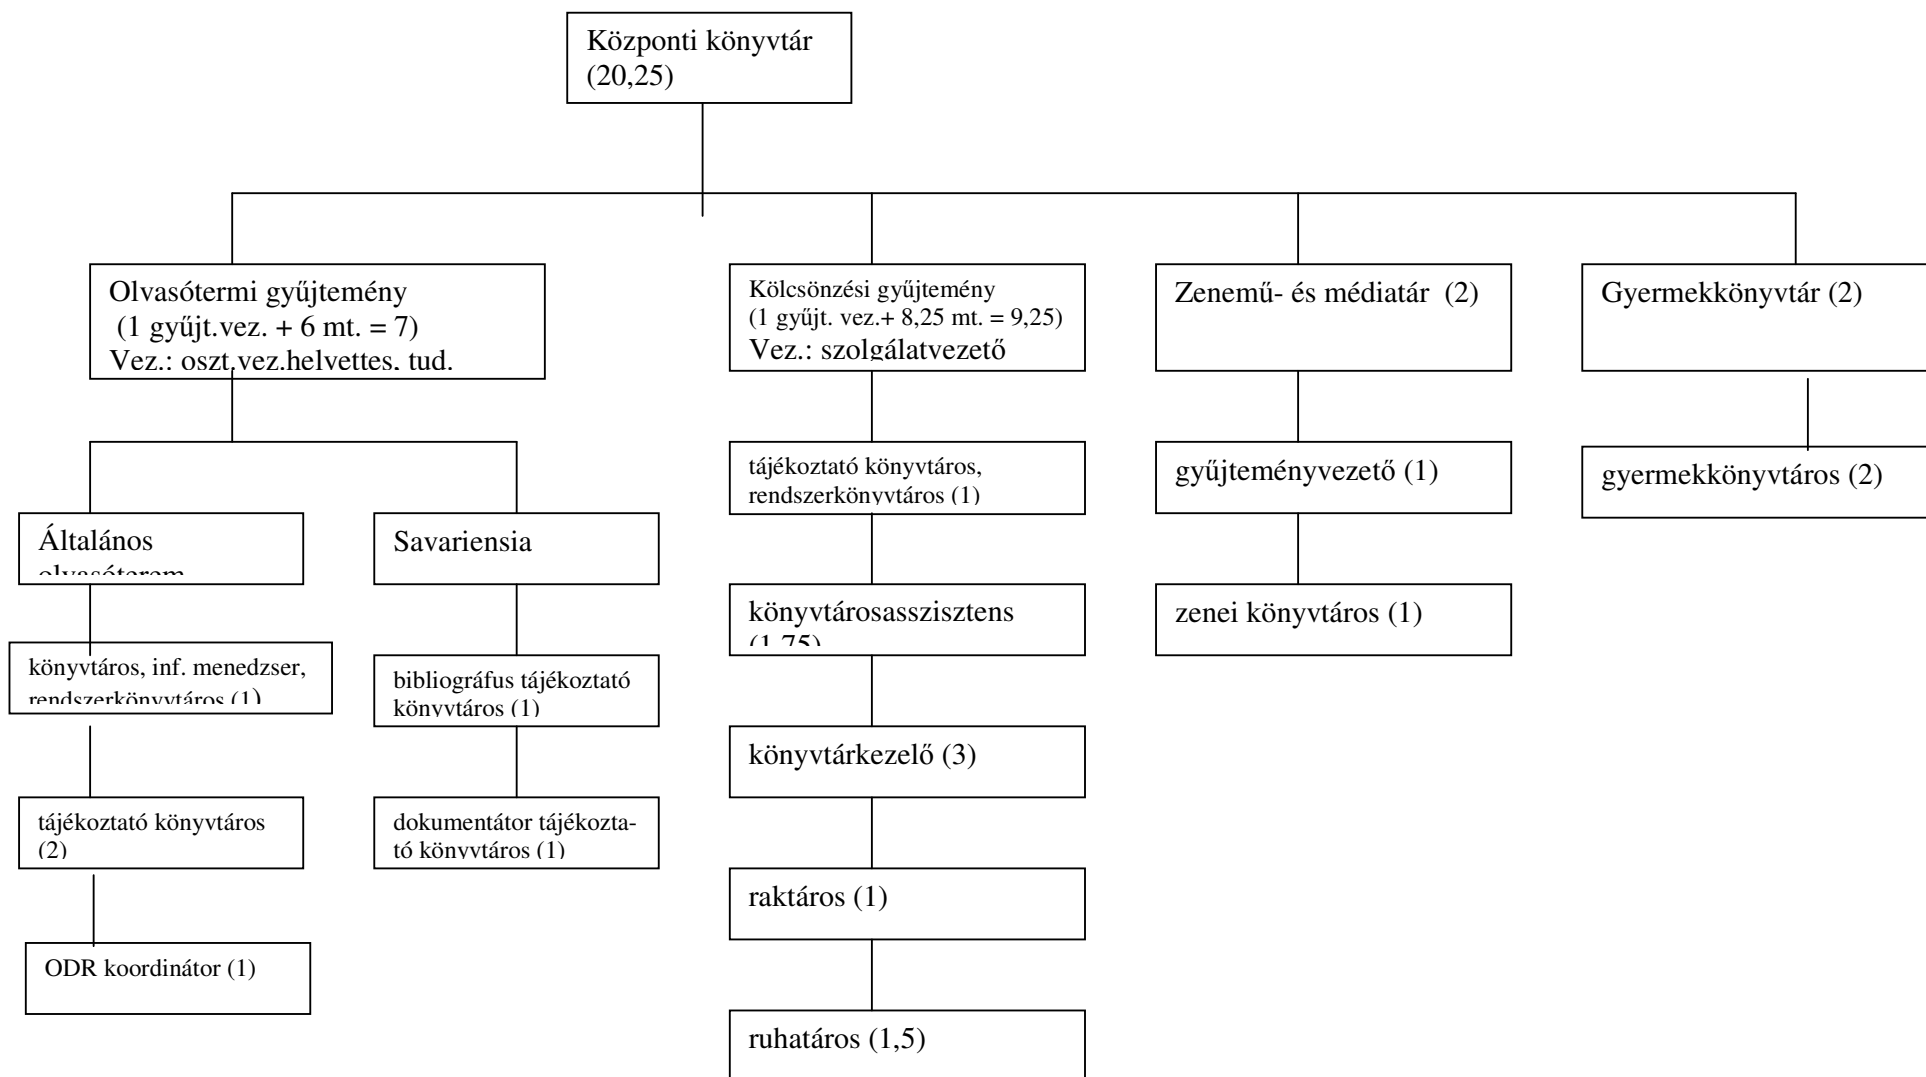 Központi könyvtár
(20,25)
Olvasótermi gyűjtemény
(1 gyűjt.vez. + 6 mt. = 7)
Vez.: oszt.vez.helyettes, tud.
Kölcsönzési gyűjtemény
(1 gyűjt. vez.+ 8,25 mt. = 9,25)
Vez.: szolgálatvezető
Zenemű- és médiatár (2)
Gyermekkönyvtár (2)
tájékoztató könyvtáros,
rendszerkönyvtáros (1)
gyűjteményvezető (1)
gyermekkönyvtáros (2)
Általános
olvasóterem
Savariensia
könyvtárosasszisztens
(1,75)
zenei könyvtáros (1)
könyvtáros, inf. menedzser,
rendszerkönyvtáros (1)
bibliográfus tájékoztató
könyvtáros (1)
könyvtárkezelő (3)
tájékoztató könyvtáros
(2)
dokumentátor tájékozta-
tó könyvtáros (1)
raktáros (1)
ODR koordinátor (1)
ruhatáros (1,5)